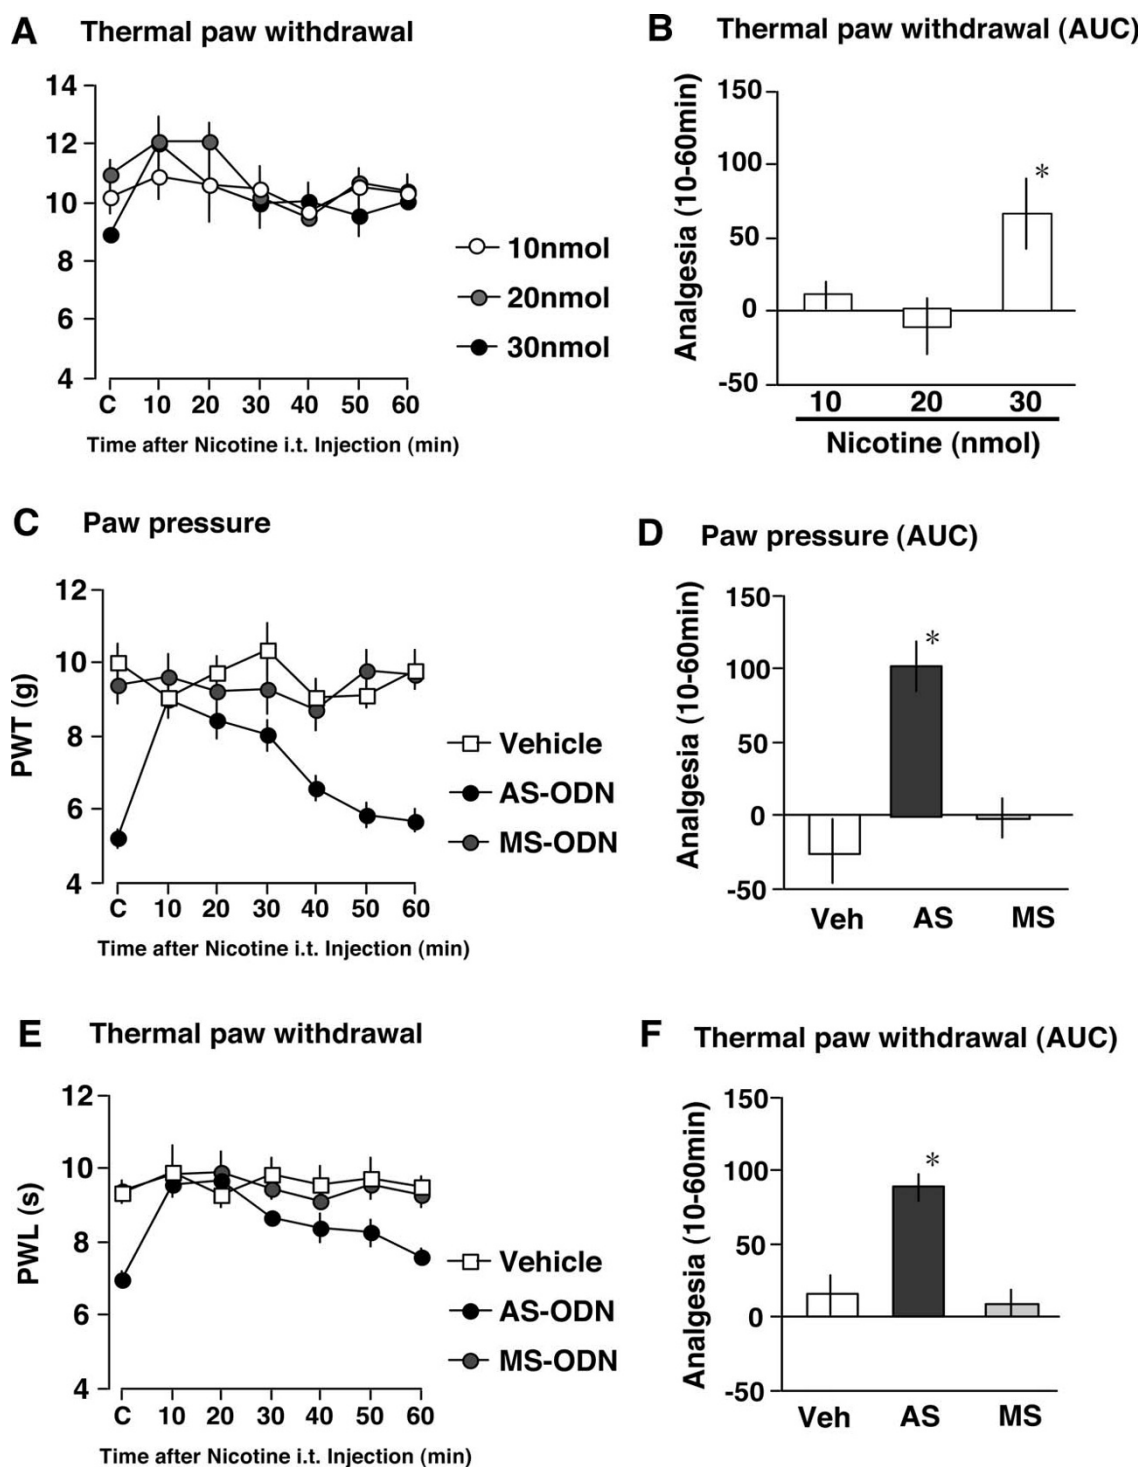 A Thermal paw withdrawal
14
12
10
8
6
4
C 10 20 30 40 50 60
Time after Nicotine i.t. Injection (min)
10nmol
20nmol
30nmol
B Thermal paw withdrawal (AUC)
Analgesia (10-60min)
150
100
50
0
-50
*
10 20 30
Nicotine (nmol)
C Paw pressure
PWT (g)
12
10
8
6
4
C 10 20 30 40 50 60
Time after Nicotine i.t. Injection (min)
Vehicle
AS-ODN
MS-ODN
D Paw pressure (AUC)
Analgesia (10-60min)
150
100
50
0
-50
*
Veh AS MS
E Thermal paw withdrawal
PWL (s)
12
10
8
6
4
C 10 20 30 40 50 60
Time after Nicotine i.t. Injection (min)
Vehicle
AS-ODN
MS-ODN
F Thermal paw withdrawal (AUC)
Analgesia (10-60min)
150
100
50
0
-50
*
Veh AS MS